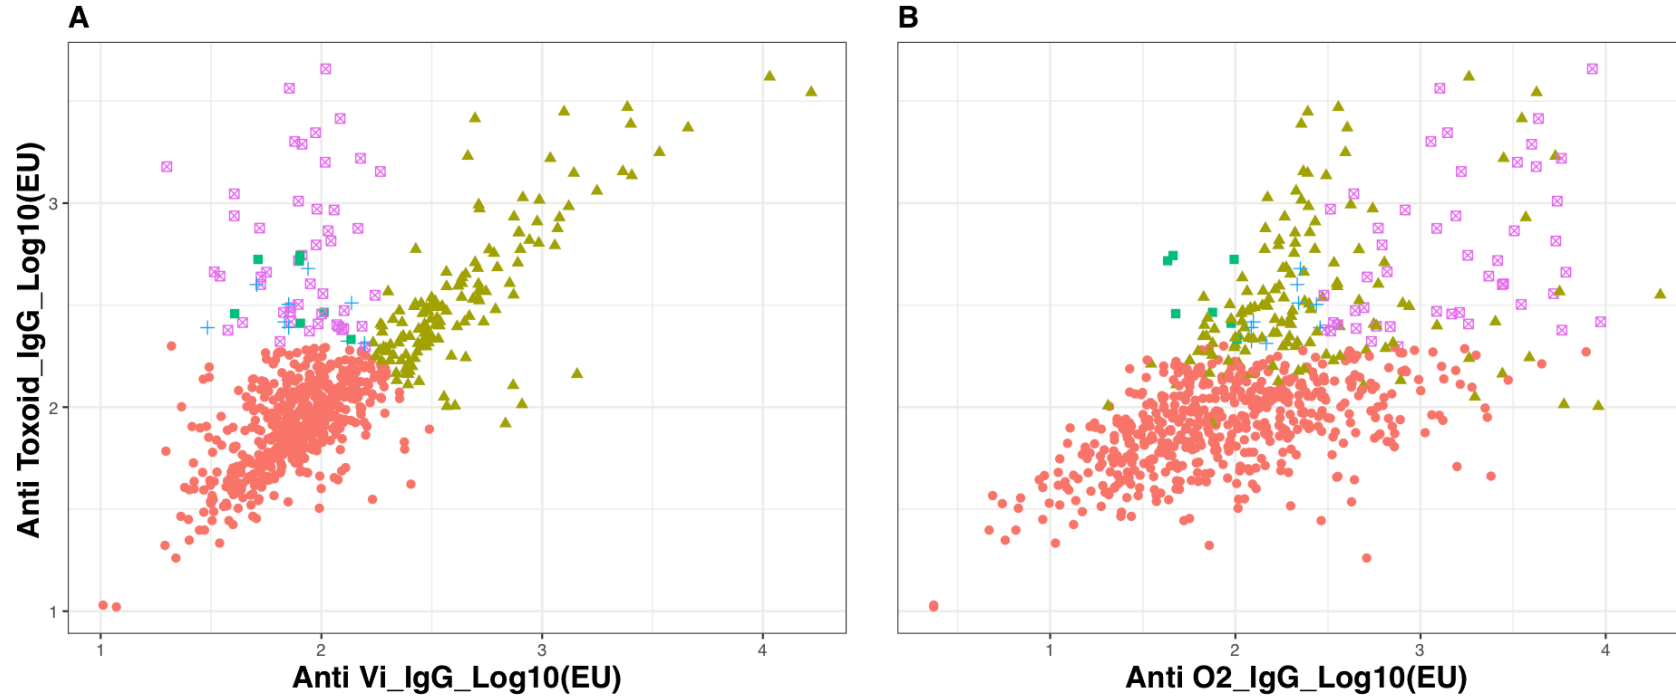 A
B
Anti Toxoid_IgG_Log10(EU)
3
2
1
1
2
3
4
1
2
3
4
Anti Vi_IgG_Log10(EU)
Anti O2_IgG_Log10(EU)